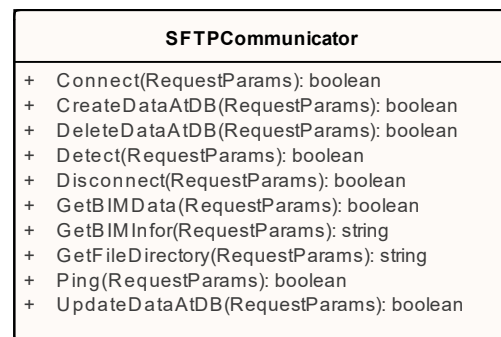 SFTPCommunicator
+ Connect(RequestParams): boolean
+ CreateDataAtDB(RequestParams): boolean
+ DeleteDataAtDB(RequestParams): boolean
+ Detect(RequestParams): boolean
+ Disconnect(RequestParams): boolean
+ GetBIMData(RequestParams): boolean
+ GetBIMInfor(RequestParams): string
+ GetFileDirectory(RequestParams): string
+ Ping(RequestParams): boolean
+ UpdateDataAtDB(RequestParams): boolean